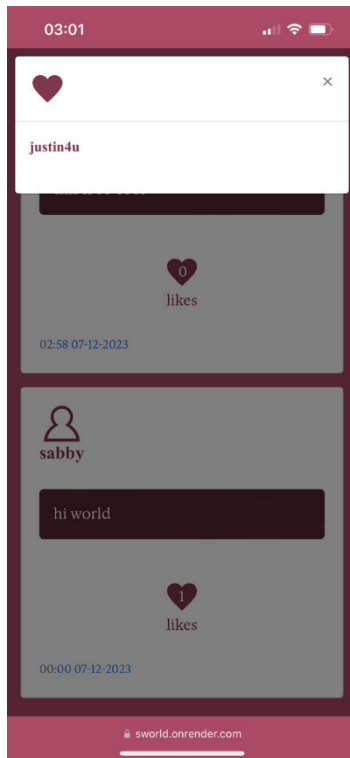 03:01
×
justin4u
0
likes
02:58 07-12-2023
sabby
hi world
1
likes
00:00 07-12-2023
sworld.onrender.com